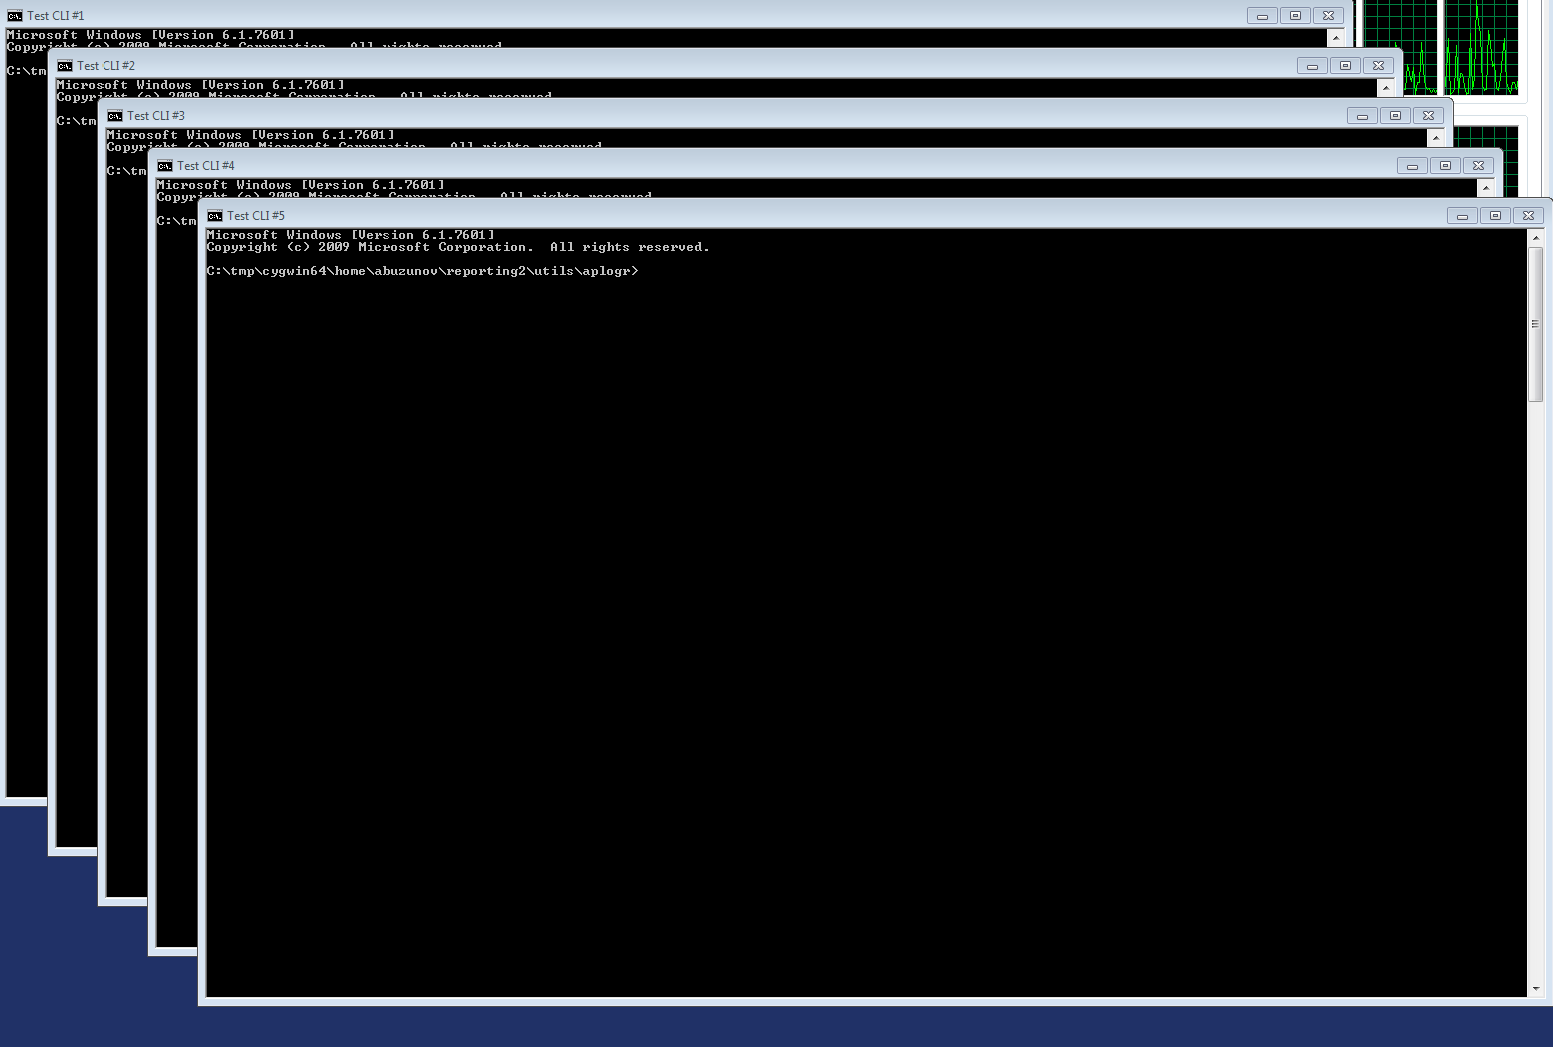 Test CLI #1
Microsoft Windows [Version 6.1.7601]
Copyright (c) 2009 Microsoft Corporation.  All rights reserved.
C:\tm
Test CLI #2
Microsoft Windows [Version 6.1.7601]
Copyright (c) 2009 Microsoft Corporation.  All rights reserved.
C:\tm
Test CLI #3
Microsoft Windows [Version 6.1.7601]
Copyright (c) 2009 Microsoft Corporation.  All rights reserved.
C:\tm
Test CLI #4
Microsoft Windows [Version 6.1.7601]
Copyright (c) 2009 Microsoft Corporation.  All rights reserved.
C:\tm
Test CLI #5
Microsoft Windows [Version 6.1.7601]
Copyright (c) 2009 Microsoft Corporation.  All rights reserved.
C:\tmp\cygwin64\home\abuzunov\reporting2\utils\aplogr>